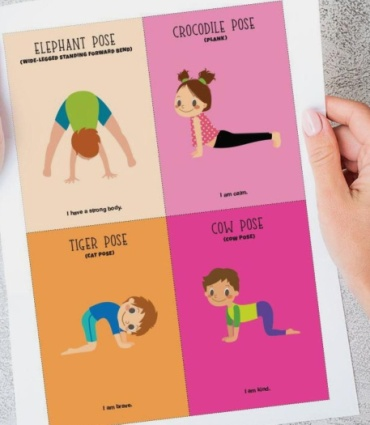 ELEPHANT POSE
(WIDE-LEGGED STANDING FORWARD BEND)
I have a strong body.
CROCODILE POSE
(PLANK)
I am calm.
TIGER POSE
(CAT POSE)
I am brave.
COW POSE
(COW POSE)
I am kind.